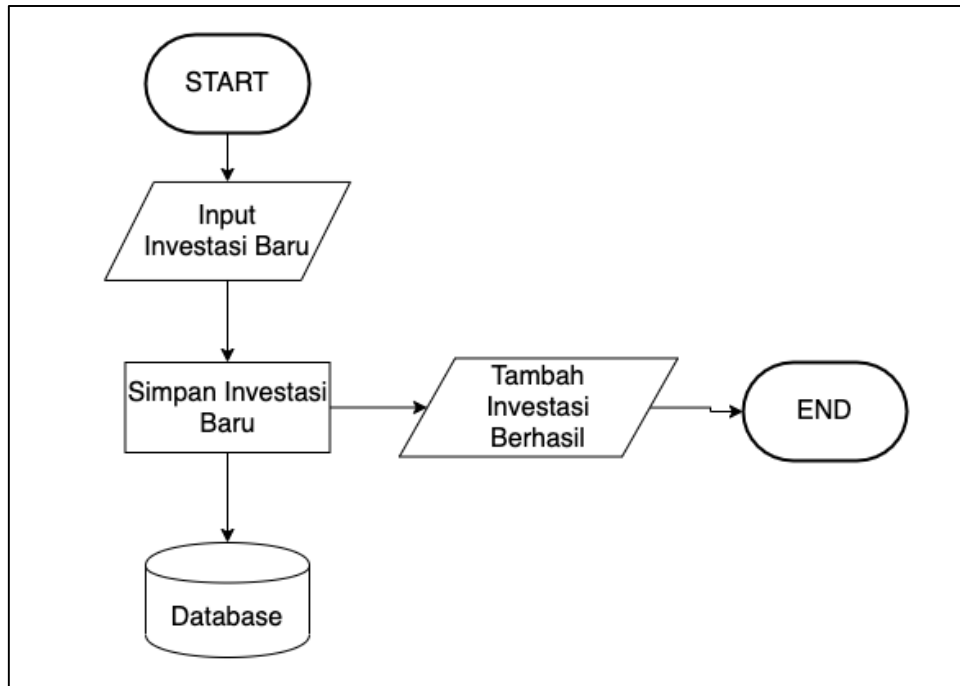 START
Input
Investasi Baru
Simpan Investasi
Baru
Tambah
Investasi
Berhasil
END
Database